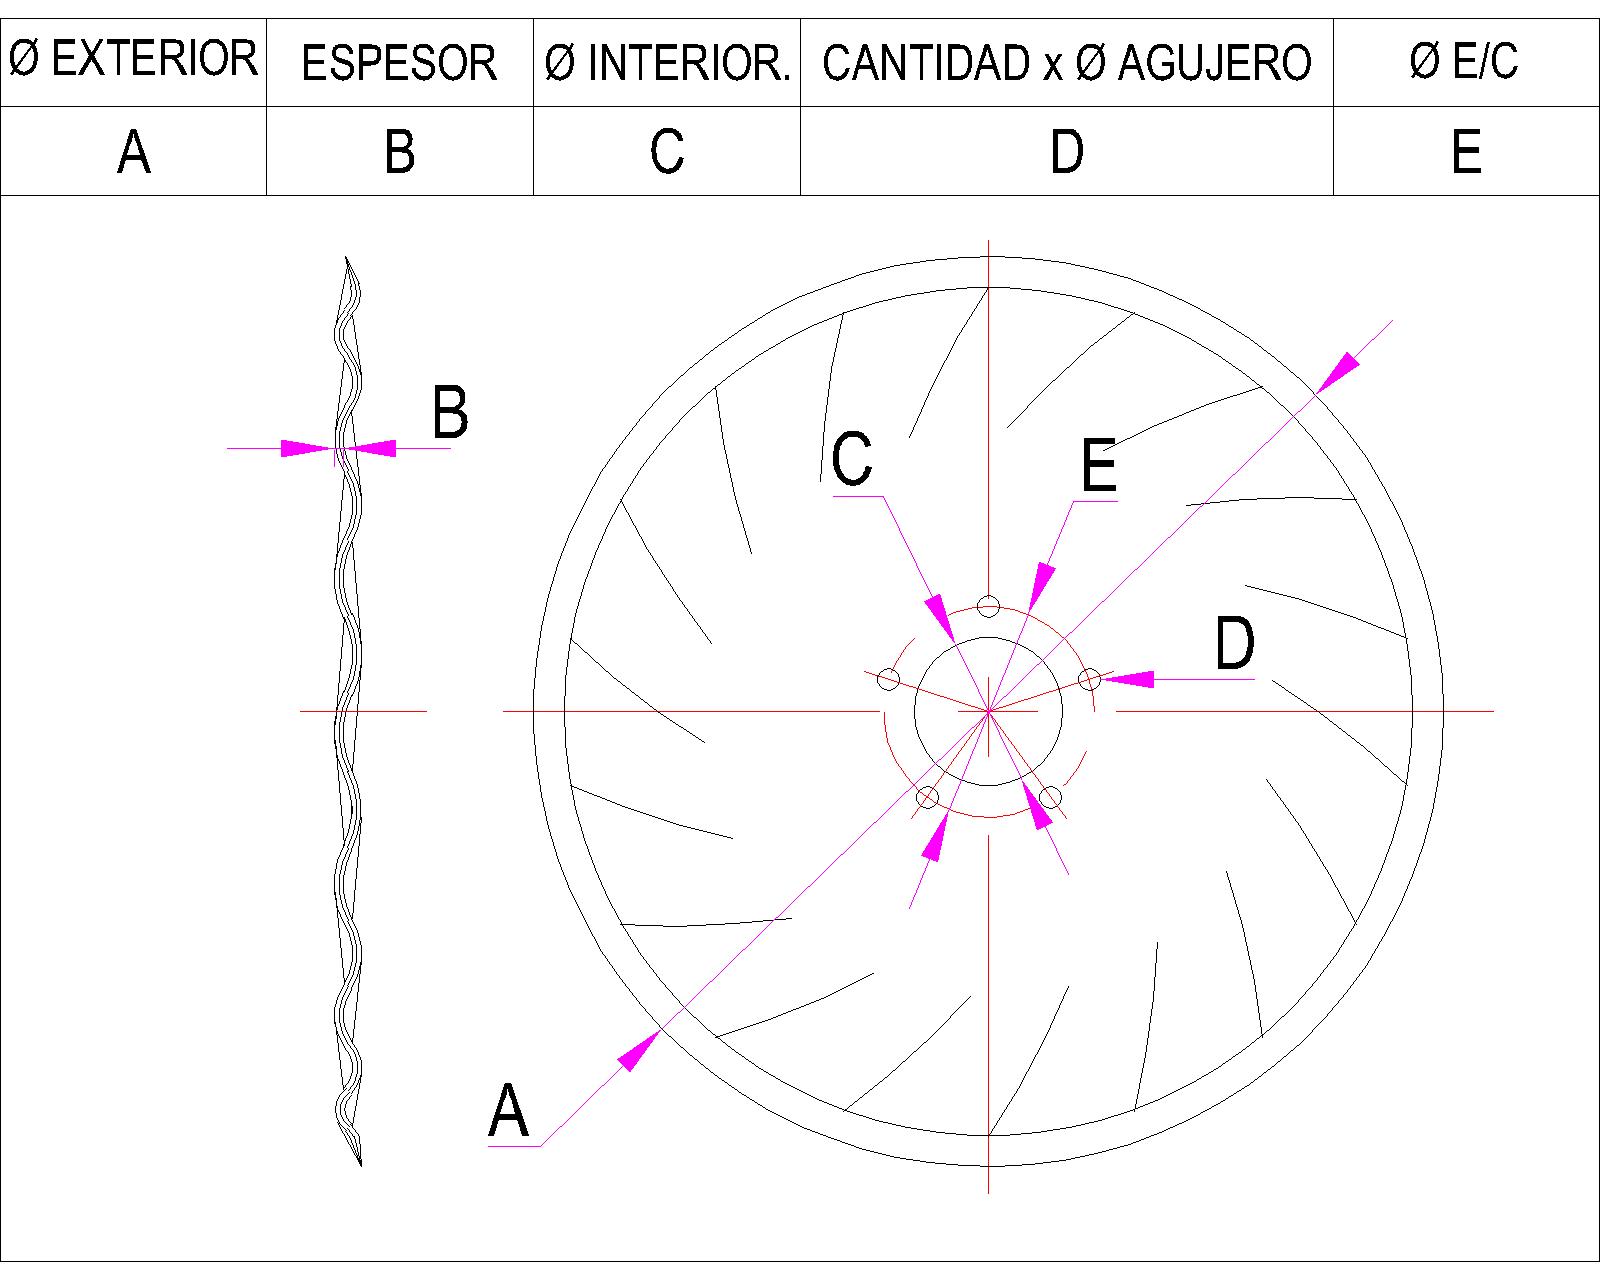 Ø EXTERIOR ESPESOR Ø INTERIOR. CANTIDAD x Ø AGUJERO Ø E/C
A B C D E
B
C
E
D
A